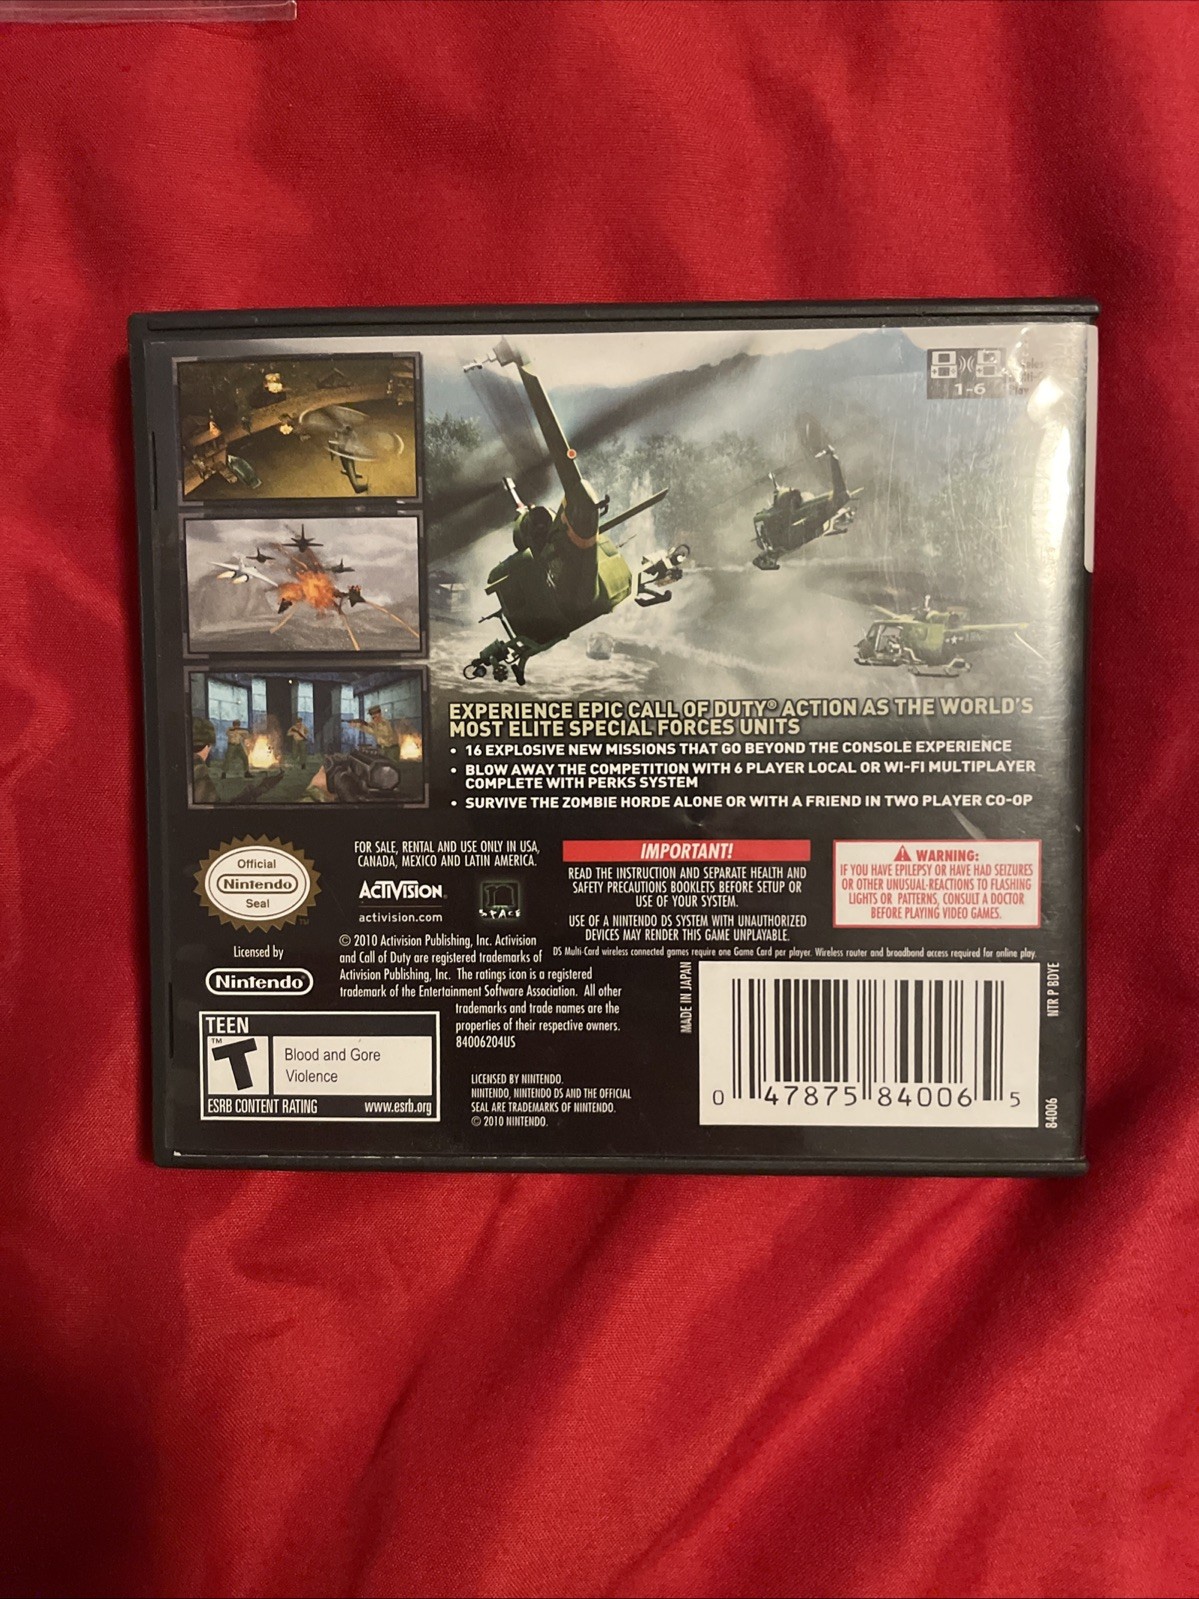 1-6
EXPERIENCE EPIC CALL OF DUTY® ACTION AS THE WORLD'S
MOST ELITE SPECIAL FORCES UNITS
• 16 EXPLOSIVE NEW MISSIONS THAT GO BEYOND THE CONSOLE EXPERIENCE
• BLOW AWAY THE COMPETITION WITH 6 PLAYER LOCAL OR WI-FI MULTIPLAYER
COMPLETE WITH PERKS SYSTEM
• SURVIVE THE ZOMBIE HORDE ALONE OR WITH A FRIEND IN TWO PLAYER CO-OP
Official
Nintendo
Seal
TM
Licensed by
Nintendo®
FOR SALE, RENTAL AND USE ONLY IN USA,
CANADA, MEXICO AND LATIN AMERICA.
ACTIVISION®
activision.com
SPACE
IMPORTANT!
READ THE INSTRUCTION AND SEPARATE HEALTH AND
SAFETY PRECAUTIONS BOOKLETS BEFORE SETUP OR
USE OF YOUR SYSTEM.
USE OF A NINTENDO DS SYSTEM WITH UNAUTHORIZED
DEVICES MAY RENDER THIS GAME UNPLAYABLE.
WARNING:
IF YOU HAVE EPILEPSY OR HAVE HAD SEIZURES
OR OTHER UNUSUAL REACTIONS TO FLASHING
LIGHTS OR PATTERNS, CONSULT A DOCTOR
BEFORE PLAYING VIDEO GAMES.
DS Multi-Card wireless connected games require one Game Card per player. Wireless router and broadband access required for online play.
© 2010 Activision Publishing, Inc. Activision
and Call of Duty are registered trademarks of
Activision Publishing, Inc. The ratings icon is a registered
trademark of the Entertainment Software Association. All other
trademarks and trade names are the
properties of their respective owners.
84006204US
TEEN
TM
T
Blood and Gore
Violence
ESRB CONTENT RATING www.esrb.org
LICENSED BY NINTENDO.
NINTENDO, NINTENDO DS AND THE OFFICIAL
SEAL ARE TRADEMARKS OF NINTENDO.
© 2010 NINTENDO.
MADE IN JAPAN
0 47875 84006 5
NTR P BDYE
84006